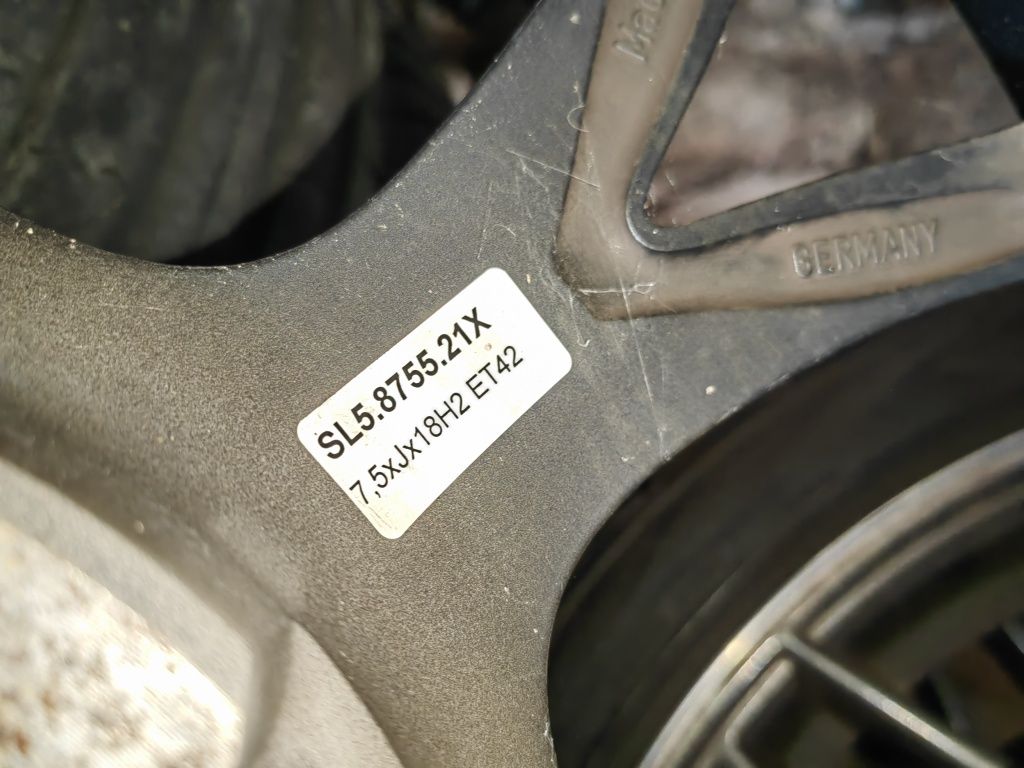 SL5.8755.21X
7,5xJx18H2 ET42
GERMANY